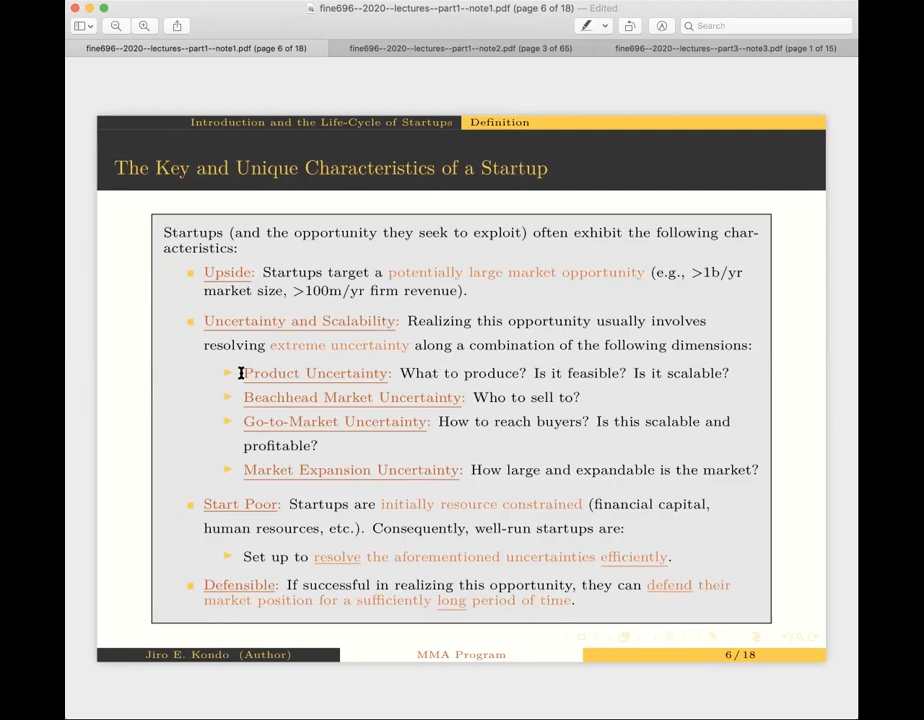 fine696--2020--lectures--part1--note1.pdf (page 6 of 18) — Edited
Search
fine696--2020--lectures--part1--note1.pdf (page 6 of 18)
fine696--2020--lectures--part1--note2.pdf (page 3 of 65)
fine696--2020--lectures--part3--note3.pdf (page 1 of 15)
Introduction and the Life-Cycle of Startups
Definition
The Key and Unique Characteristics of a Startup
Startups (and the opportunity they seek to exploit) often exhibit the following char-
acteristics:
Upside: Startups target a potentially large market opportunity (e.g., >1b/yr
market size, >100m/yr firm revenue).
Uncertainty and Scalability: Realizing this opportunity usually involves
resolving extreme uncertainty along a combination of the following dimensions:
Product Uncertainty: What to produce? Is it feasible? Is it scalable?
Beachhead Market Uncertainty: Who to sell to?
Go-to-Market Uncertainty: How to reach buyers? Is this scalable and
profitable?
Market Expansion Uncertainty: How large and expandable is the market?
Start Poor: Startups are initially resource constrained (financial capital,
human resources, etc.). Consequently, well-run startups are:
Set up to resolve the aforementioned uncertainties efficiently.
Defensible: If successful in realizing this opportunity, they can defend their
market position for a sufficiently long period of time.
Jiro E. Kondo (Author)
MMA Program
6 / 18